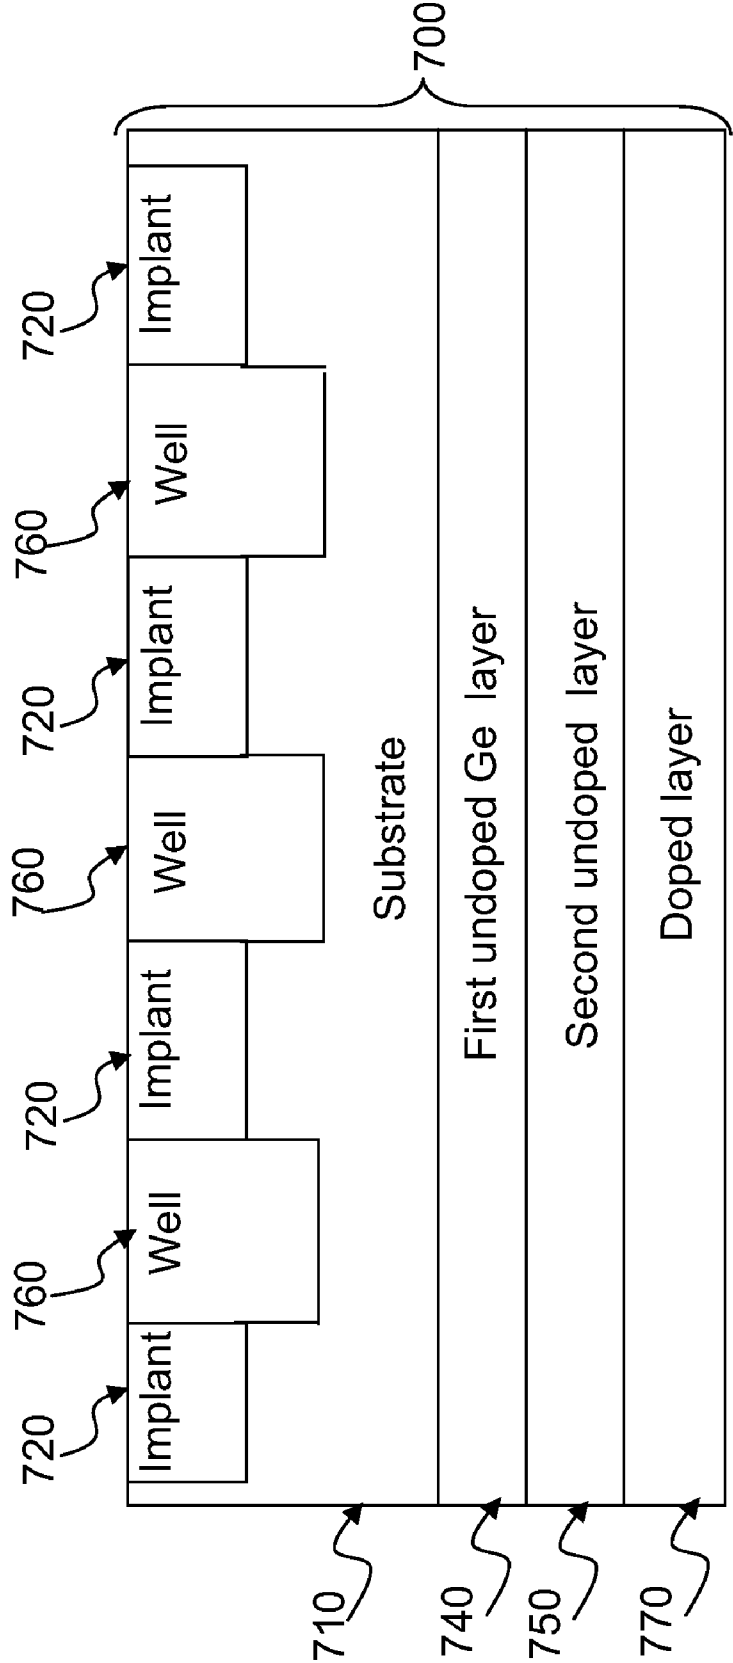 720
760
720
760
720
760
720
Implant
Well
Implant
Well
Implant
Well
Implant
700
710
Substrate
740
First undoped Ge layer
750
Second undoped layer
770
Doped layer